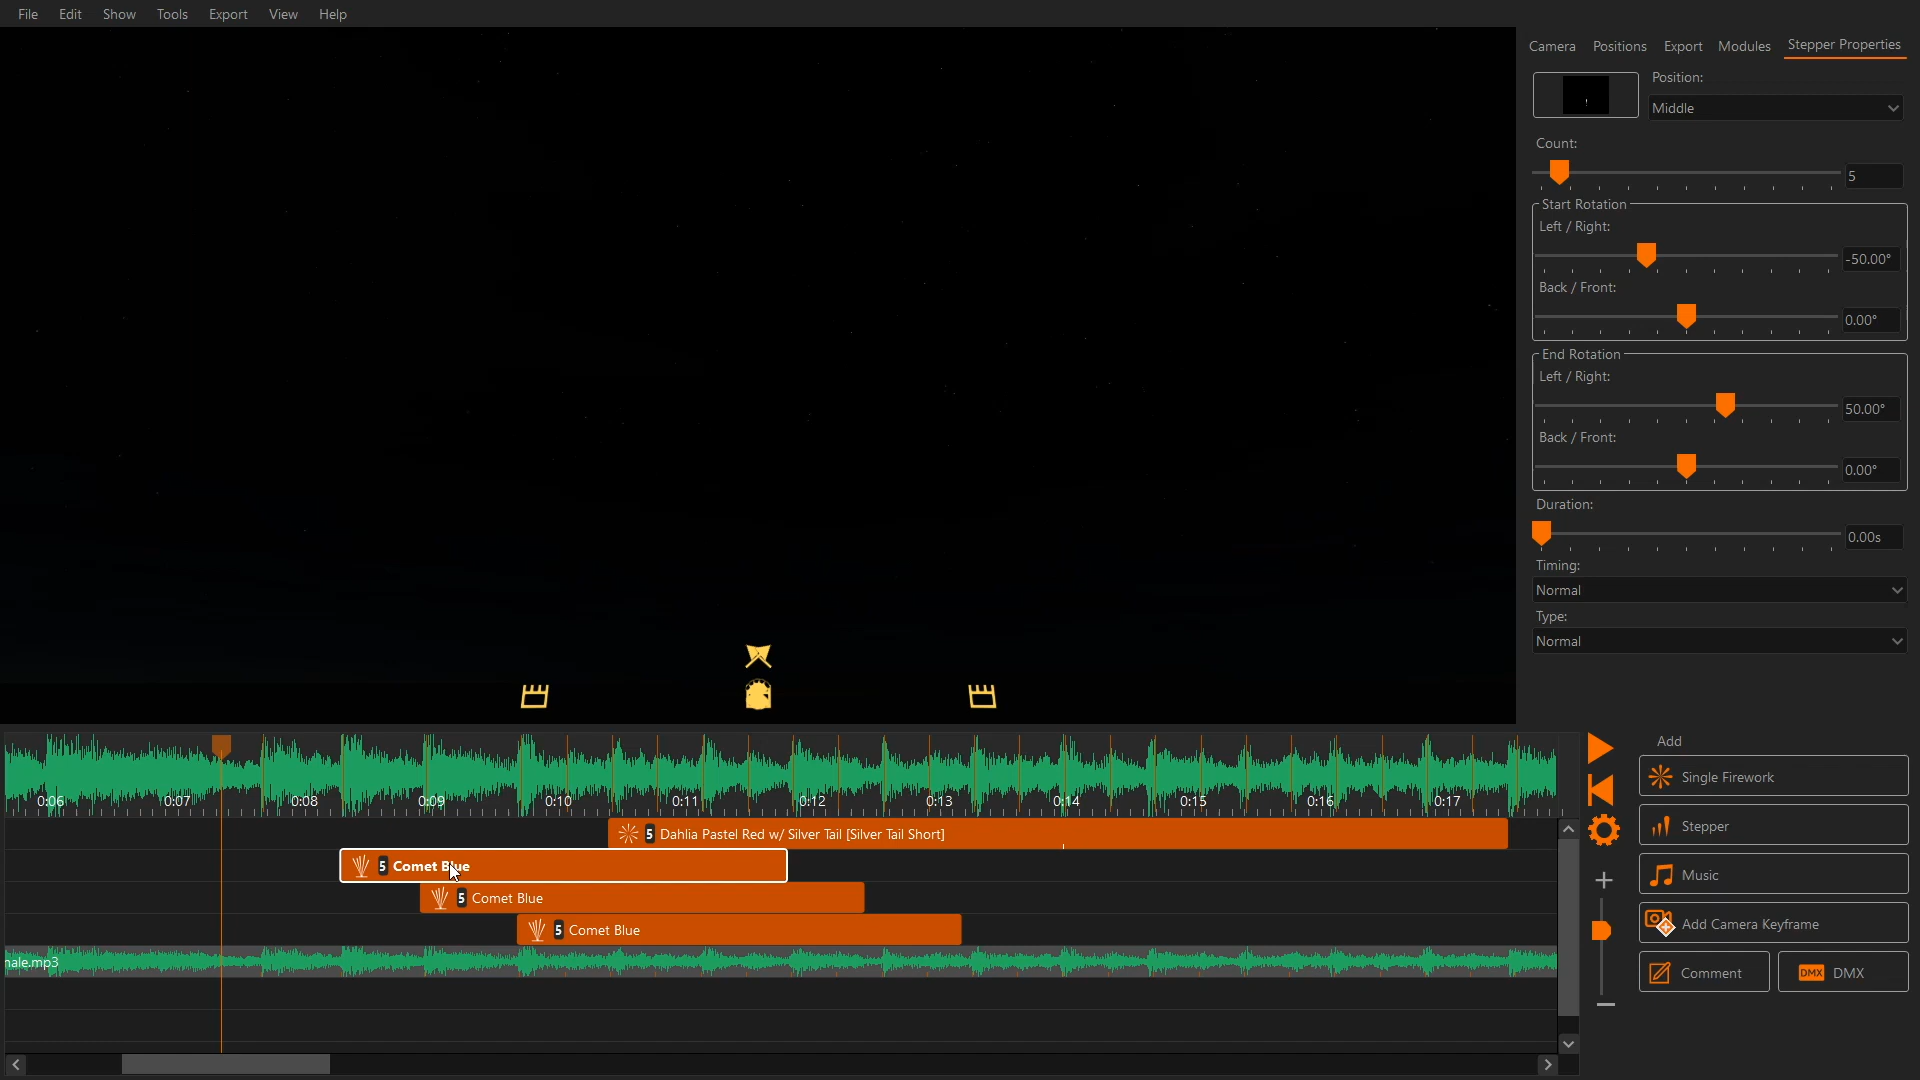 File Edit Show Tools Export View Help
Camera Positions Export Modules Stepper Properties
Position:
Middle
Count:
5
Start Rotation
Left / Right:
-50.00°
Back / Front:
0.00°
End Rotation
Left / Right:
50.00°
Back / Front:
0.00°
Duration:
0.00s
Timing:
Normal
Type:
Normal
0:06 0:07 0:08 0:09 0:10 0:11 0:12 0:13 0:14 0:15 0:16 0:17
5 Dahlia Pastel Red w/ Silver Tail [Silver Tail Short]
5 Comet Blue
5 Comet Blue
5 Comet Blue
nale.mp3
Add
Single Firework
Stepper
Music
Add Camera Keyframe
Comment
DMX DMX